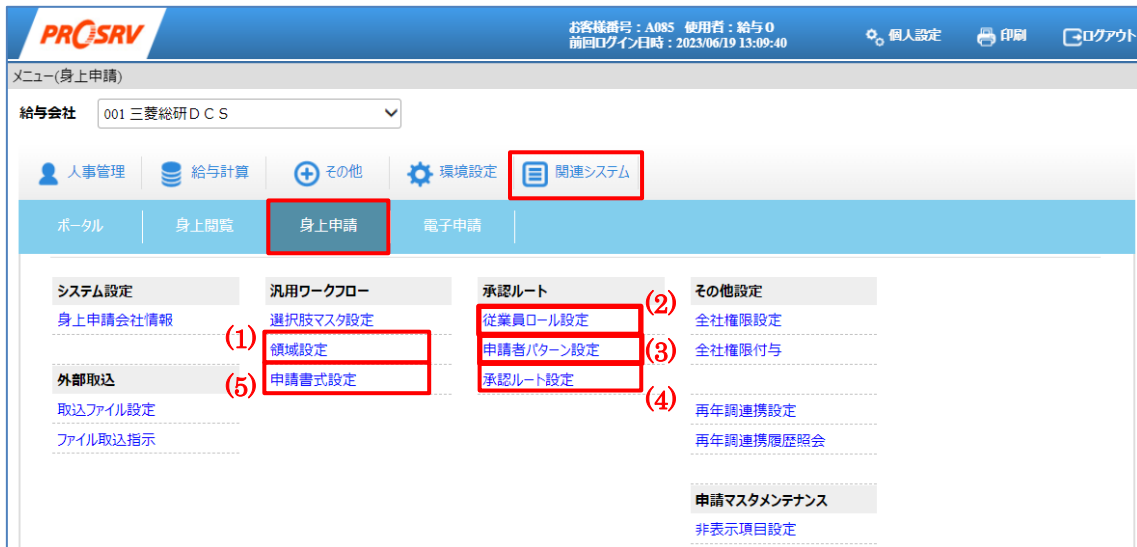 PROSRV
お客様番号：A085 使用者：給与０
前回ログイン日時：2023/06/19 13:09:40
個人設定
印刷
ログアウト
メニュー(身上申請)
給与会社
001 三菱総研ＤＣＳ
人事管理
給与計算
その他
環境設定
関連システム
ポータル
身上閲覧
身上申請
電子申請
システム設定
身上申請会社情報
外部取込
取込ファイル設定
ファイル取込指示
汎用ワークフロー
選択肢マスタ設定
(1)
領域設定
(5)
申請書式設定
承認ルート
(2)
従業員ロール設定
申請者パターン設定
(3)
承認ルート設定
(4)
その他設定
全社権限設定
全社権限付与
再年調連携設定
再年調連携履歴照会
申請マスタメンテナンス
非表示項目設定